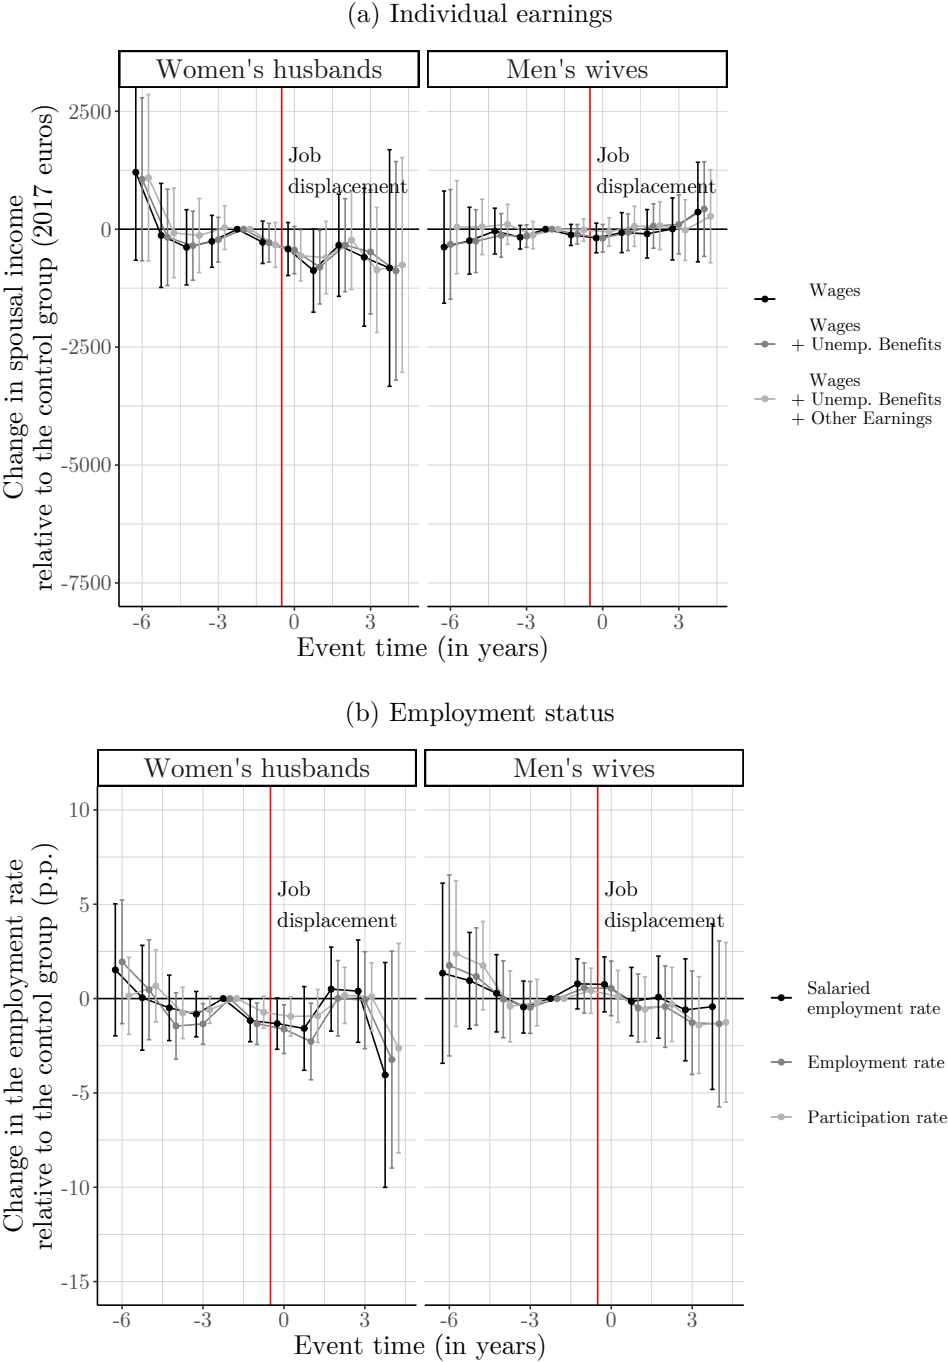 (a) Individual earnings
Women's husbands
Men's wives
Change in spousal income
relative to the control group (2017 euros)
2500
0
-2500
-5000
-7500
Job
displacement
Job
displacement
-6
-3
0
3
-6
-3
0
3
Event time (in years)
Wages
Wages
+ Unemp. Benefits
Wages
+ Unemp. Benefits
+ Other Earnings
(b) Employment status
Women's husbands
Men's wives
Change in the employment rate
relative to the control group (p.p.)
10
5
0
-5
-10
-15
Job
displacement
Job
displacement
-6
-3
0
3
-6
-3
0
3
Event time (in years)
Salaried
employment rate
Employment rate
Participation rate